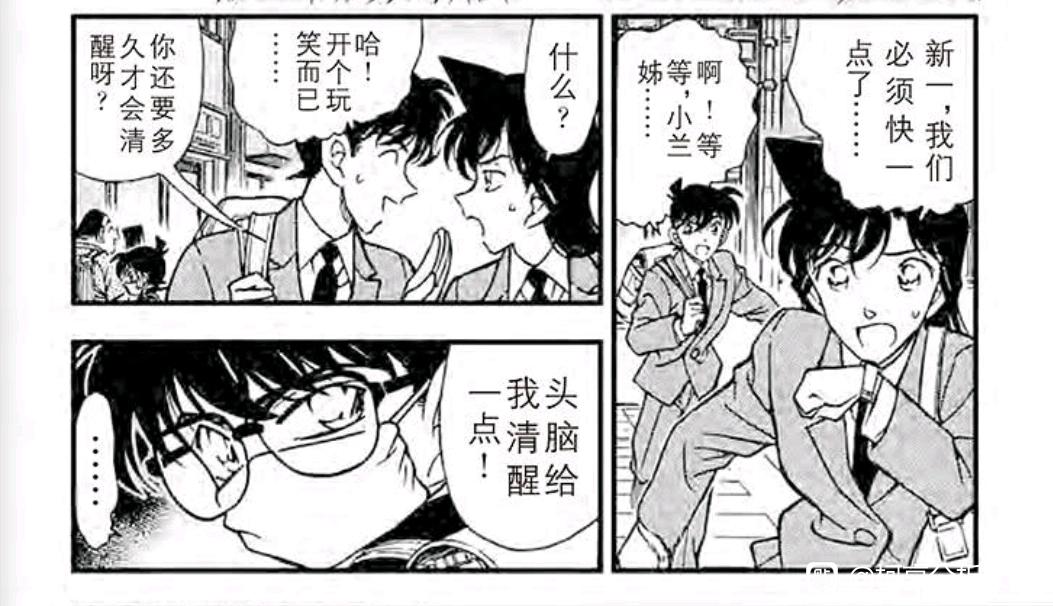 新一，我们
必须快一
点了……
啊！等
等，小兰
姊……
什么？
哈！
开个玩
笑而已
……
你还要多
久才会清
醒呀？
头脑给
我清醒
一点！
……